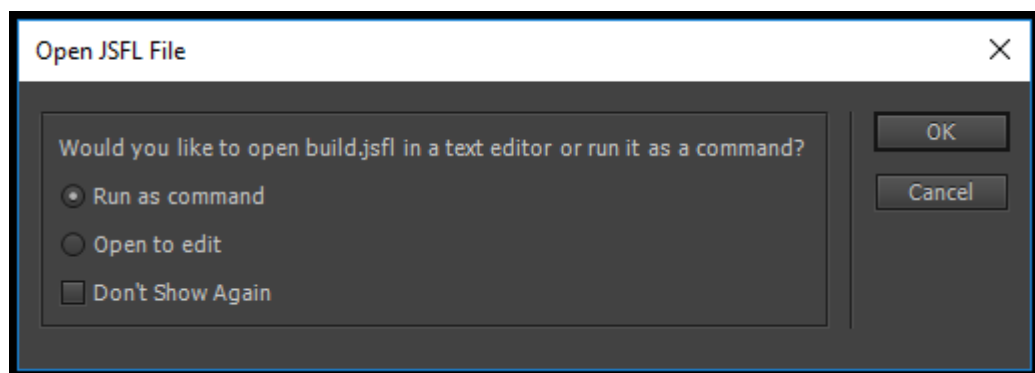 Open JSFL File
Would you like to open build.jsfl in a text editor or run it as a command?
Run as command
Open to edit
Don't Show Again
OK
Cancel